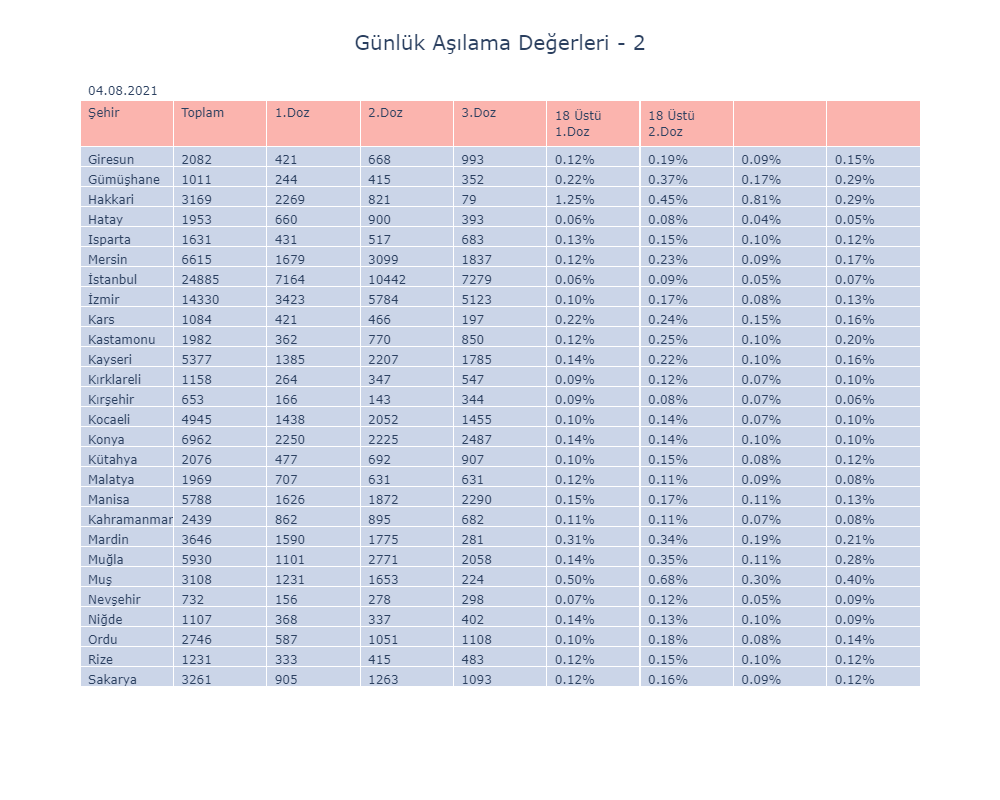 Günlük Aşılama Değerleri - 2
04.08.2021
Şehir Toplam 1.Doz 2.Doz 3.Doz 18 Üstü 1.Doz 18 Üstü 2.Doz
Giresun 2082 421 668 993 0.12% 0.19% 0.09% 0.15%
Gümüşhane 1011 244 415 352 0.22% 0.37% 0.17% 0.29%
Hakkari 3169 2269 821 79 1.25% 0.45% 0.81% 0.29%
Hatay 1953 660 900 393 0.06% 0.08% 0.04% 0.05%
Isparta 1631 431 517 683 0.13% 0.15% 0.10% 0.12%
Mersin 6615 1679 3099 1837 0.12% 0.23% 0.09% 0.17%
İstanbul 24885 7164 10442 7279 0.06% 0.09% 0.05% 0.07%
İzmir 14330 3423 5784 5123 0.10% 0.17% 0.08% 0.13%
Kars 1084 421 466 197 0.22% 0.24% 0.15% 0.16%
Kastamonu 1982 362 770 850 0.12% 0.25% 0.10% 0.20%
Kayseri 5377 1385 2207 1785 0.14% 0.22% 0.10% 0.16%
Kırklareli 1158 264 347 547 0.09% 0.12% 0.07% 0.10%
Kırşehir 653 166 143 344 0.09% 0.08% 0.07% 0.06%
Kocaeli 4945 1438 2052 1455 0.10% 0.14% 0.07% 0.10%
Konya 6962 2250 2225 2487 0.14% 0.14% 0.10% 0.10%
Kütahya 2076 477 692 907 0.10% 0.15% 0.08% 0.12%
Malatya 1969 707 631 631 0.12% 0.11% 0.09% 0.08%
Manisa 5788 1626 1872 2290 0.15% 0.17% 0.11% 0.13%
Kahramanmar 2439 862 895 682 0.11% 0.11% 0.07% 0.08%
Mardin 3646 1590 1775 281 0.31% 0.34% 0.19% 0.21%
Muğla 5930 1101 2771 2058 0.14% 0.35% 0.11% 0.28%
Muş 3108 1231 1653 224 0.50% 0.68% 0.30% 0.40%
Nevşehir 732 156 278 298 0.07% 0.12% 0.05% 0.09%
Niğde 1107 368 337 402 0.14% 0.13% 0.10% 0.09%
Ordu 2746 587 1051 1108 0.10% 0.18% 0.08% 0.14%
Rize 1231 333 415 483 0.12% 0.15% 0.10% 0.12%
Sakarya 3261 905 1263 1093 0.12% 0.16% 0.09% 0.12%